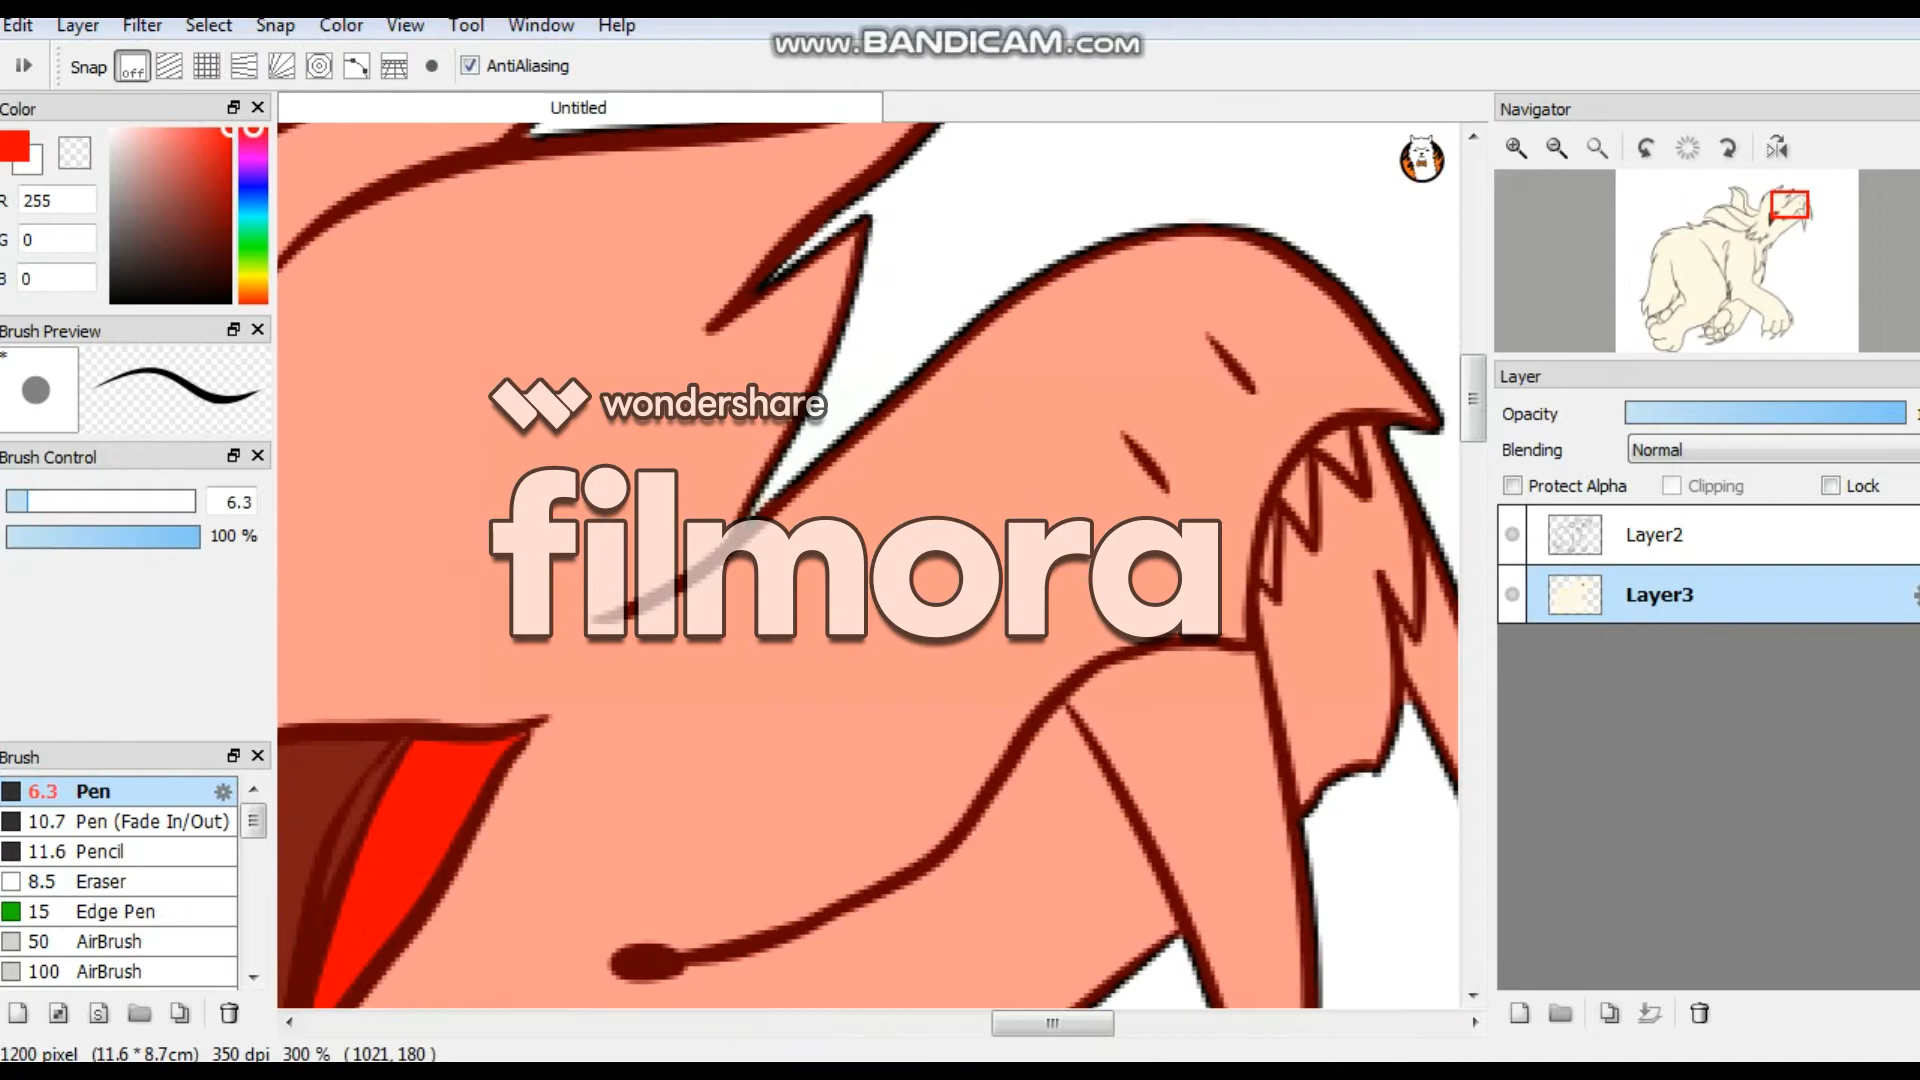 Edit Layer Filter Select Snap Color View Tool Window Help
www.BANDICAM.com
Snap off AntiAliasing
Color
Untitled
Navigator
R 255
G 0
B 0
Brush Preview
*
Layer
Opacity
Blending Normal
Protect Alpha Clipping Lock
Brush Control
6.3
100 %
Layer2
Layer3
wondershare
filmora
Brush
6.3 Pen
10.7 Pen (Fade In/Out)
11.6 Pencil
8.5 Eraser
15 Edge Pen
50 AirBrush
100 AirBrush
1200 pixel (11.6 * 8.7cm) 350 dpi 300 % (1021, 180 )